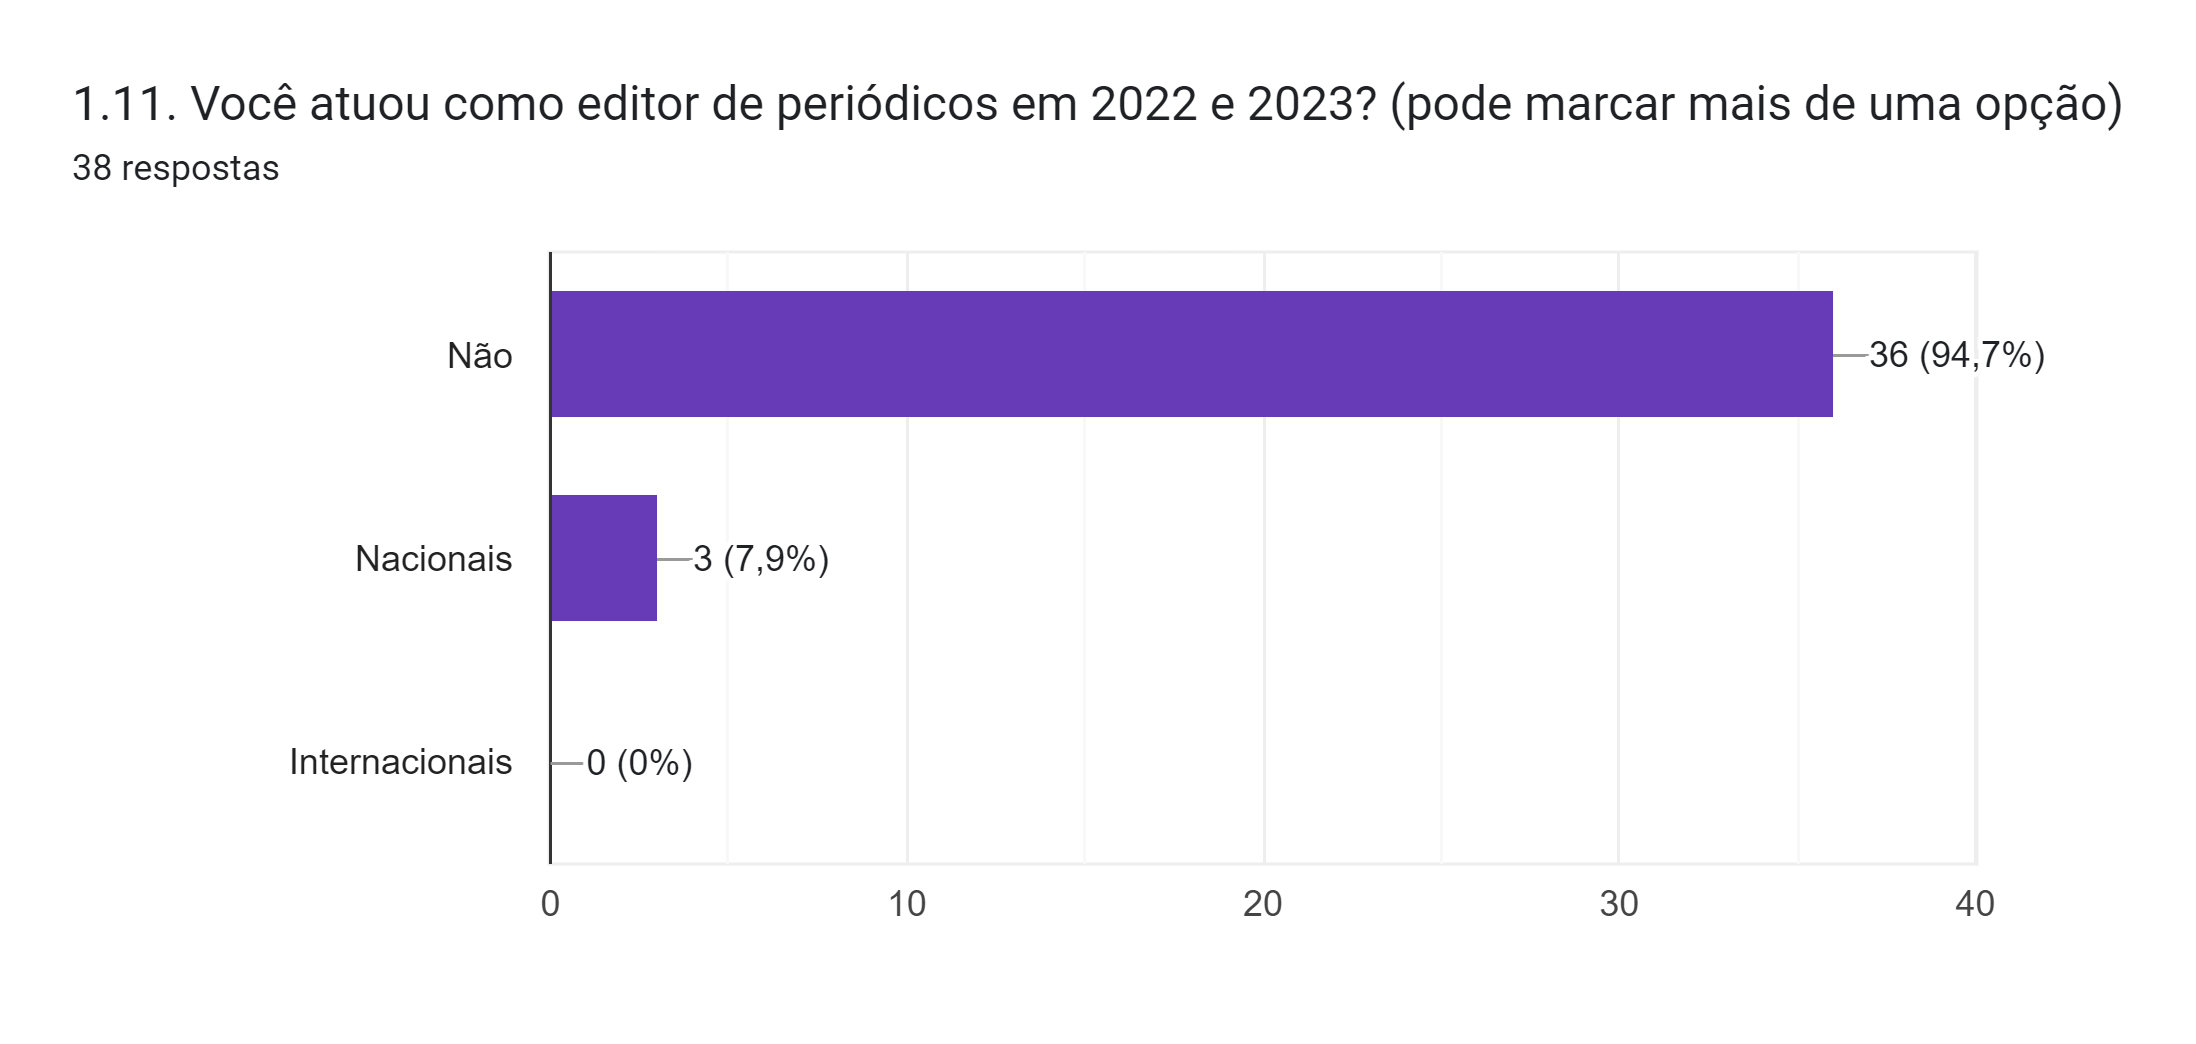 1.11. Você atuou como editor de periódicos em 2022 e 2023? (pode marcar mais de uma opção)
38 respostas
Não
36 (94,7%)
Nacionais
3 (7,9%)
Internacionais
0 (0%)
0
10
20
30
40